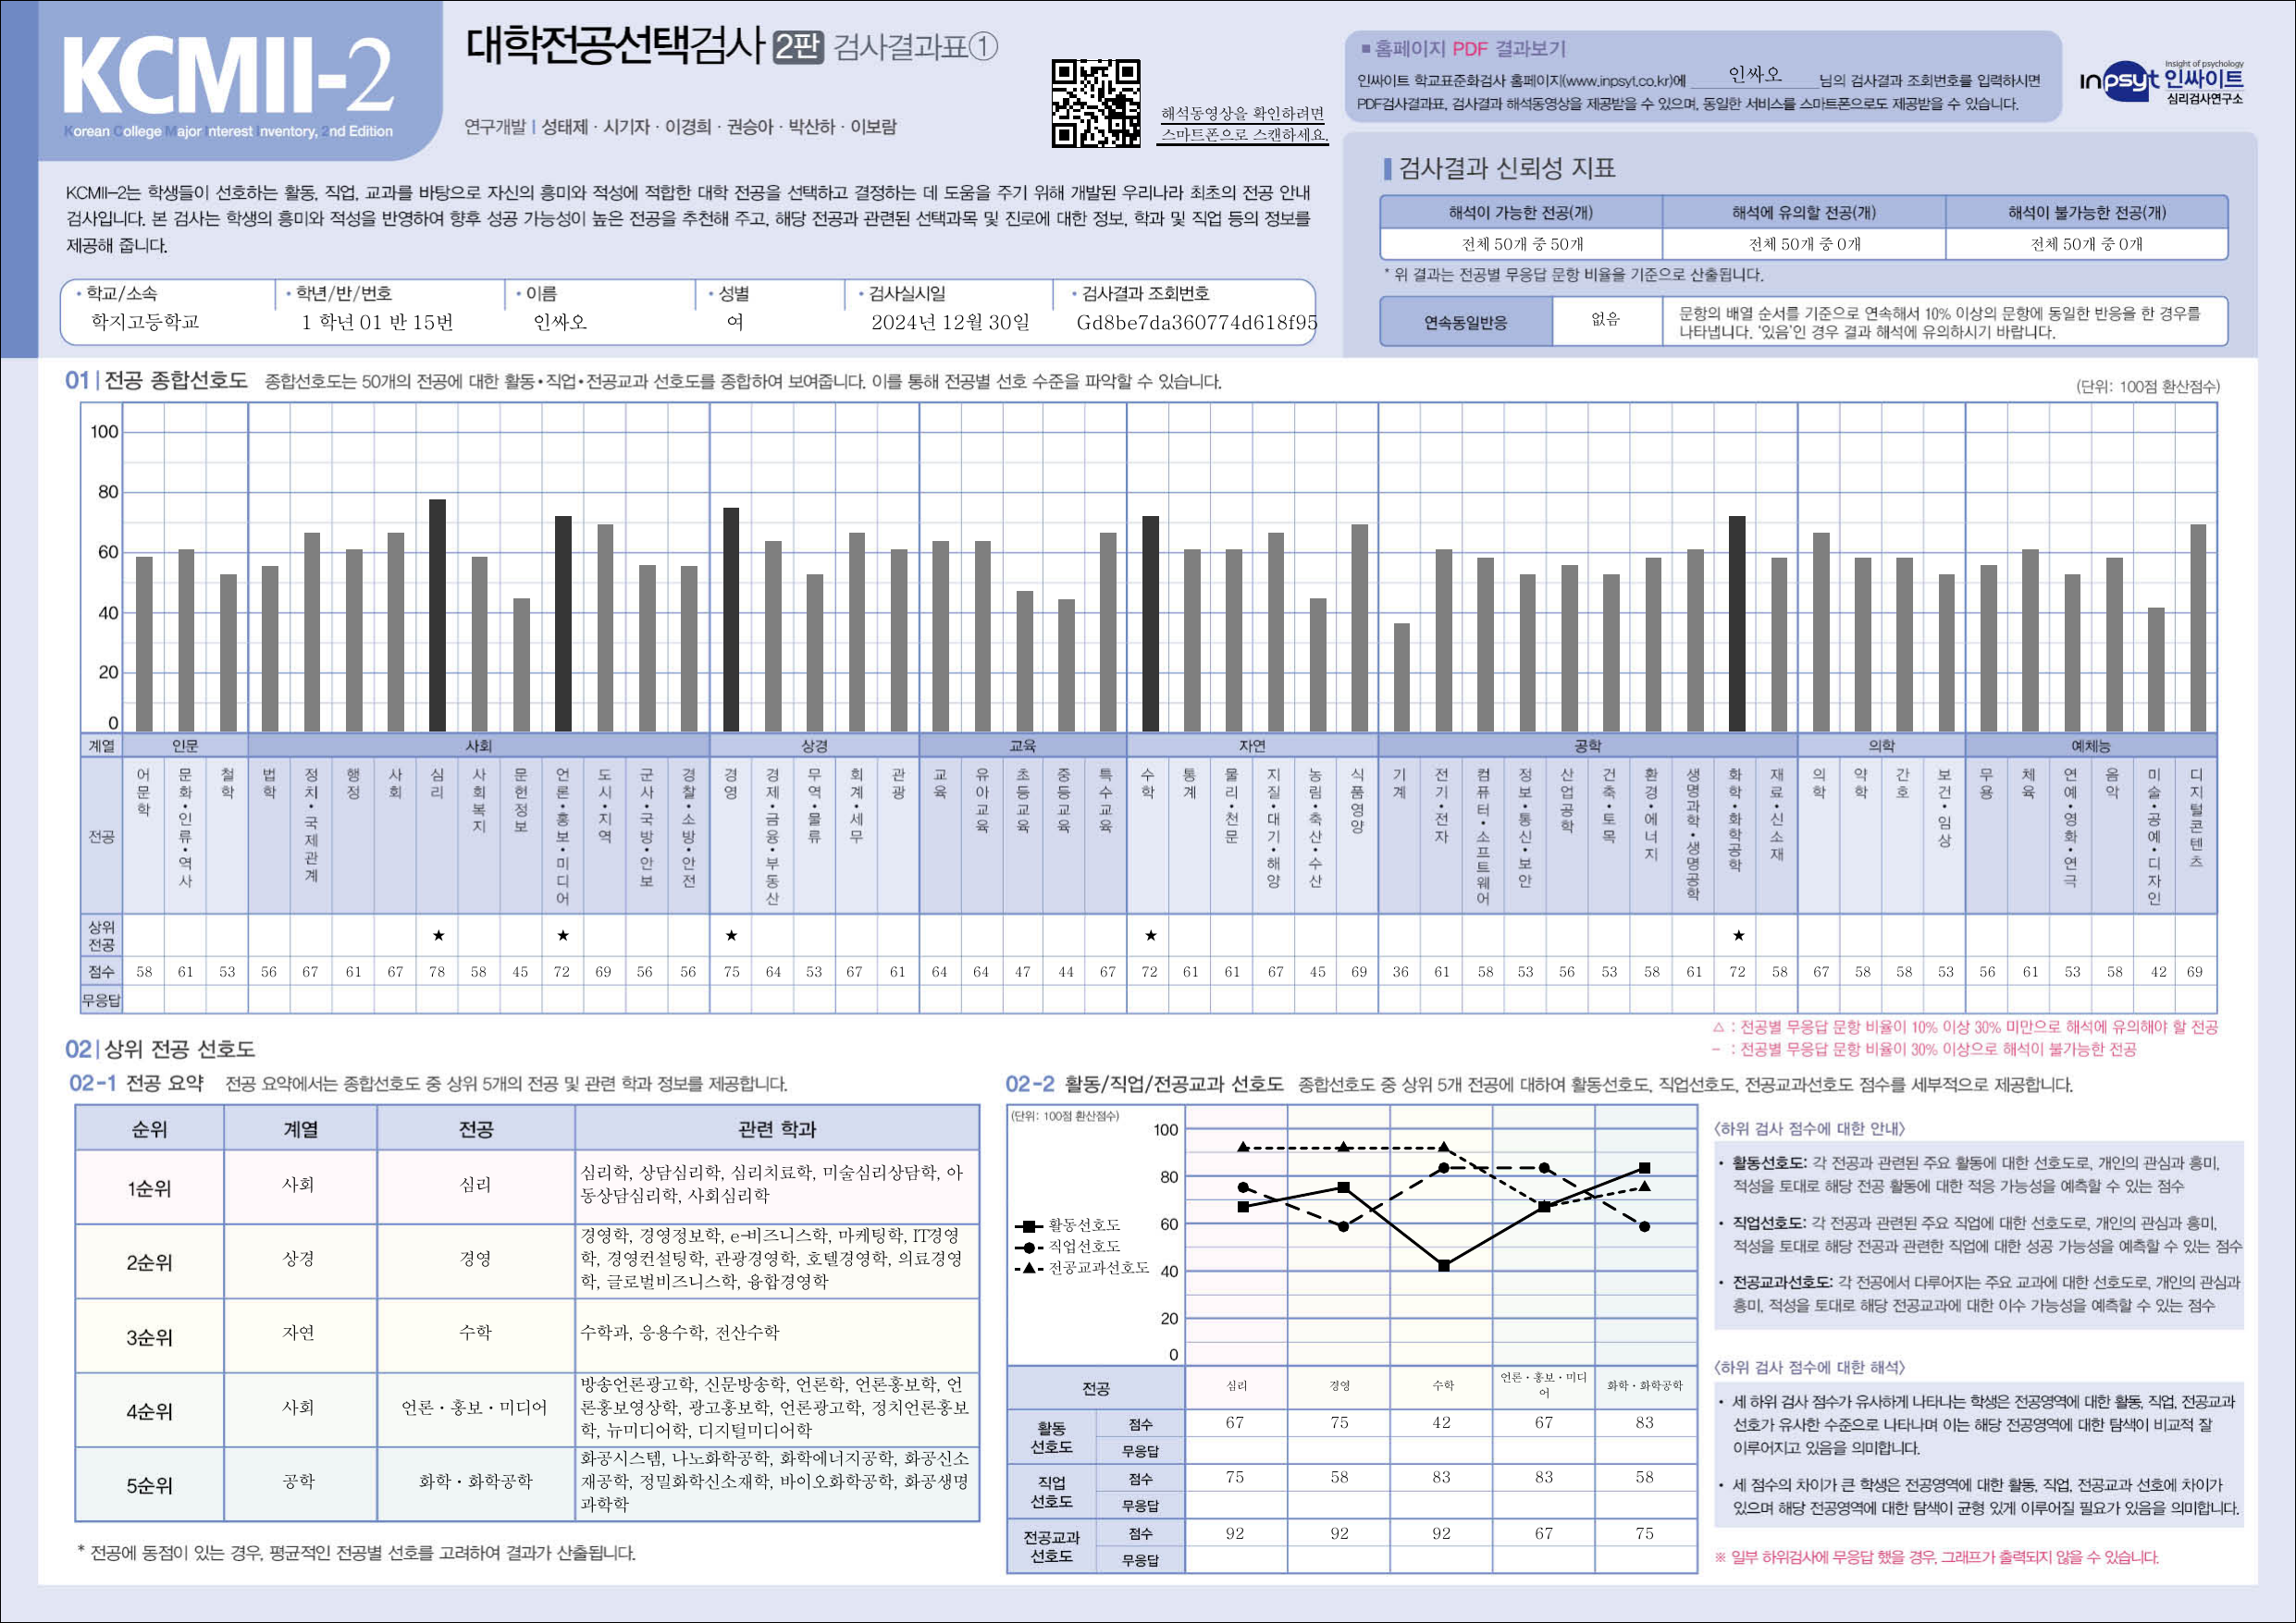 KCMII-2
Korean College Major Interest Inventory, 2nd Edition
대학전공선택검사 2판 검사결과표①
연구개발 | 성태제 · 시기자 · 이경희 · 권승아 · 박산하 · 이보람
해석동영상을 확인하려면
스마트폰으로 스캔하세요.
■ 홈페이지 PDF 결과보기
인싸이트 학교표준화검사 홈페이지(www.inpsyt.co.kr)에 인싸오 님의 검사결과 조회번호를 입력하시면
PDF검사결과표, 검사결과 해석동영상을 제공받을 수 있으며, 동일한 서비스를 스마트폰으로도 제공받을 수 있습니다.
Insight of psychology
inpsyt 인싸이트
심리검사연구소
KCMII-2는 학생들이 선호하는 활동, 직업, 교과를 바탕으로 자신의 흥미와 적성에 적합한 대학 전공을 선택하고 결정하는 데 도움을 주기 위해 개발된 우리나라 최초의 전공 안내
검사입니다. 본 검사는 학생의 흥미와 적성을 반영하여 향후 성공 가능성이 높은 전공을 추천해 주고, 해당 전공과 관련된 선택과목 및 진로에 대한 정보, 학과 및 직업 등의 정보를
제공해 줍니다.
• 학교/소속 • 학년/반/번호 • 이름 • 성별 • 검사실시일 • 검사결과 조회번호
학지고등학교 1 학년 01 반 15번 인싸오 여 2024년 12월 30일 Gd8be7da360774d618f95
검사결과 신뢰성 지표
해석이 가능한 전공(개) 해석에 유의할 전공(개) 해석이 불가능한 전공(개)
전체 50개 중 50개 전체 50개 중 0개 전체 50개 중 0개
* 위 결과는 전공별 무응답 문항 비율을 기준으로 산출됩니다.
연속동일반응 없음 문항의 배열 순서를 기준으로 연속해서 10% 이상의 문항에 동일한 반응을 한 경우를
나타냅니다. '있음'인 경우 결과 해석에 유의하시기 바랍니다.
01 | 전공 종합선호도 종합선호도는 50개의 전공에 대한 활동•직업•전공교과 선호도를 종합하여 보여줍니다. 이를 통해 전공별 선호 수준을 파악할 수 있습니다.
(단위: 100점 환산점수)
100
80
60
40
20
0
계열 인문 사회 상경 교육 자연 공학 의학 예체능
전공 어문학 문화•인류•역사 철학 법학 정치•국제관계 행정 사회 심리 사회복지 문헌정보 언론•홍보•미디어 도시•지역 군사•국방•안보 경찰•소방•안전 경영 경제•금융•부동산 무역•물류 회계•세무 관광 교육 유아교육 초등교육 중등교육 특수교육 수학 통계 물리•천문 지질•대기•해양 농림•축산•수산 식품영양 기계 전기•전자 컴퓨터•소프트웨어 정보•통신•보안 산업공학 건축•토목 환경•에너지 생명과학•생명공학 화학•화학공학 재료•신소재 의학 약학 간호 보건•임상 무용 체육 연예•영화•연극 음악 미술•공예•디자인 디지털콘텐츠
상위
전공 ★ ★ ★ ★ ★
점수 58 61 53 56 67 61 67 78 58 45 72 69 56 56 75 64 53 67 61 64 64 47 44 67 72 61 61 67 45 69 36 61 58 53 56 53 58 61 72 58 67 58 58 53 56 61 53 58 42 69
무응답
△ : 전공별 무응답 문항 비율이 10% 이상 30% 미만으로 해석에 유의해야 할 전공
– : 전공별 무응답 문항 비율이 30% 이상으로 해석이 불가능한 전공
02 | 상위 전공 선호도
02-1 전공 요약 전공 요약에서는 종합선호도 중 상위 5개의 전공 및 관련 학과 정보를 제공합니다.
순위 계열 전공 관련 학과
1순위 사회 심리 심리학, 상담심리학, 심리치료학, 미술심리상담학, 아
동상담심리학, 사회심리학
2순위 상경 경영 경영학, 경영정보학, e-비즈니스학, 마케팅학, IT경영
학, 경영컨설팅학, 관광경영학, 호텔경영학, 의료경영
학, 글로벌비즈니스학, 융합경영학
3순위 자연 수학 수학과, 응용수학, 전산수학
4순위 사회 언론・홍보・미디어 방송언론광고학, 신문방송학, 언론학, 언론홍보학, 언
론홍보영상학, 광고홍보학, 언론광고학, 정치언론홍보
학, 뉴미디어학, 디지털미디어학
5순위 공학 화학・화학공학 화공시스템, 나노화학공학, 화학에너지공학, 화공신소
재공학, 정밀화학신소재학, 바이오화학공학, 화공생명
과학학
* 전공에 동점이 있는 경우, 평균적인 전공별 선호를 고려하여 결과가 산출됩니다.
02-2 활동/직업/전공교과 선호도 종합선호도 중 상위 5개 전공에 대하여 활동선호도, 직업선호도, 전공교과선호도 점수를 세부적으로 제공합니다.
(단위: 100점 환산점수)
100
80
60
40
20
0
활동선호도
직업선호도
전공교과선호도
전공 심리 경영 수학 언론・홍보・미디어 화학・화학공학
활동
선호도 점수 67 75 42 67 83
무응답
직업
선호도 점수 75 58 83 83 58
무응답
전공교과
선호도 점수 92 92 92 67 75
무응답
〈하위 검사 점수에 대한 안내〉
• 활동선호도: 각 전공과 관련된 주요 활동에 대한 선호도로, 개인의 관심과 흥미,
적성을 토대로 해당 전공 활동에 대한 적응 가능성을 예측할 수 있는 점수
• 직업선호도: 각 전공과 관련된 주요 직업에 대한 선호도로, 개인의 관심과 흥미,
적성을 토대로 해당 전공과 관련한 직업에 대한 성공 가능성을 예측할 수 있는 점수
• 전공교과선호도: 각 전공에서 다루어지는 주요 교과에 대한 선호도로, 개인의 관심과
흥미, 적성을 토대로 해당 전공교과에 대한 이수 가능성을 예측할 수 있는 점수
〈하위 검사 점수에 대한 해석〉
• 세 하위 검사 점수가 유사하게 나타나는 학생은 전공영역에 대한 활동, 직업, 전공교과
선호가 유사한 수준으로 나타나며 이는 해당 전공영역에 대한 탐색이 비교적 잘
이루어지고 있음을 의미합니다.
• 세 점수의 차이가 큰 학생은 전공영역에 대한 활동, 직업, 전공교과 선호에 차이가
있으며 해당 전공영역에 대한 탐색이 균형 있게 이루어질 필요가 있음을 의미합니다.
※ 일부 하위검사에 무응답 했을 경우, 그래프가 출력되지 않을 수 있습니다.